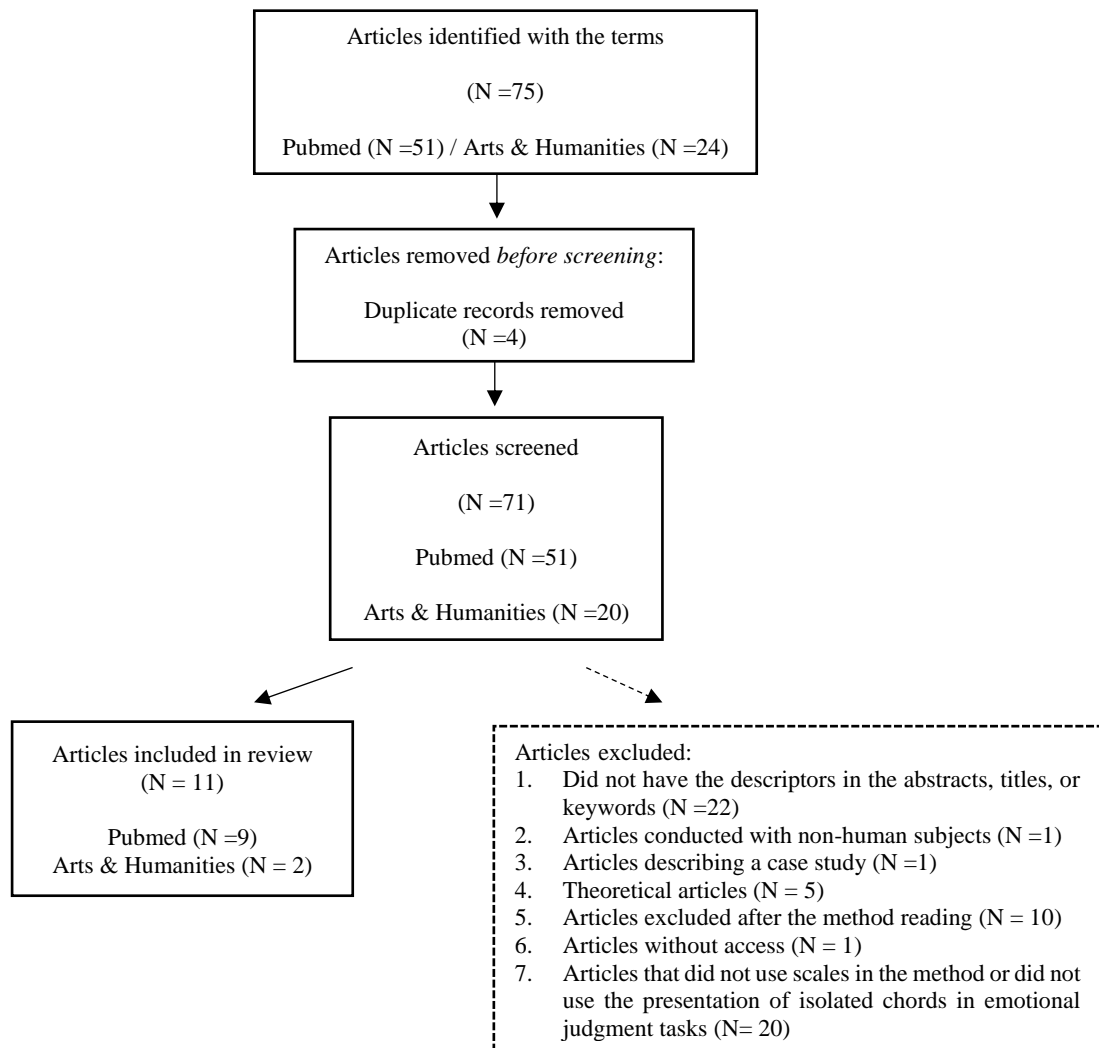 Articles identified with the terms
(N =75)
Pubmed (N =51) / Arts & Humanities (N =24)
Articles removed before screening:
Duplicate records removed
(N =4)
Articles screened
(N =71)
Pubmed (N =51)
Arts & Humanities (N =20)
Articles included in review
(N = 11)
Pubmed (N =9)
Arts & Humanities (N = 2)
Articles excluded:
1. Did not have the descriptors in the abstracts, titles, or
keywords (N =22)
2. Articles conducted with non-human subjects (N =1)
3. Articles describing a case study (N =1)
4. Theoretical articles (N = 5)
5. Articles excluded after the method reading (N = 10)
6. Articles without access (N = 1)
7. Articles that did not use scales in the method or did not
use the presentation of isolated chords in emotional
judgment tasks (N= 20)